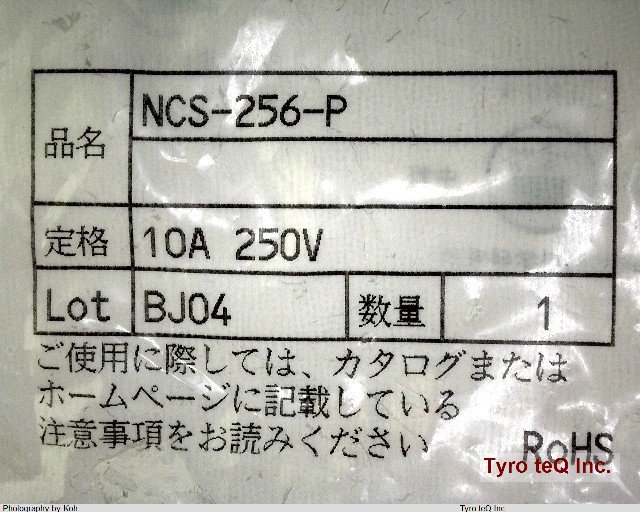 品名 NCS-256-P
定格 10A 250V
Lot BJ04 数量 1
ご使用に際しては、カタログまたは
ホームページに記載している
注意事項をお読みください
RoHS
Tyro teQ Inc.
Photography by Koh Tyro teQ Inc